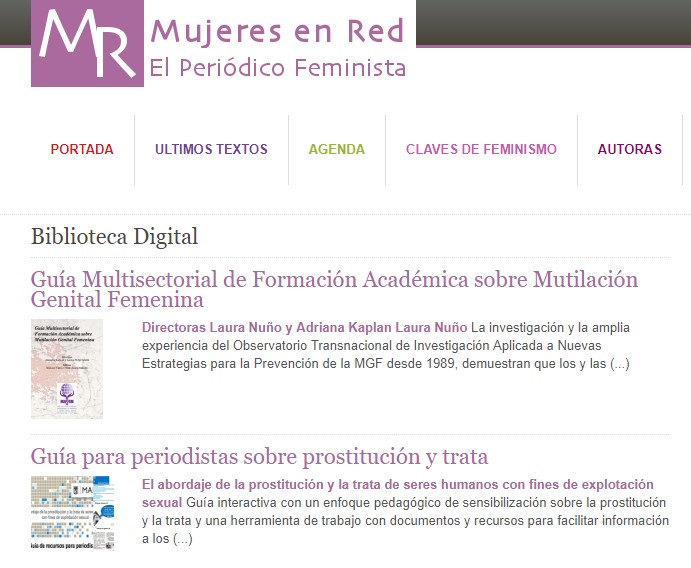 MR
Mujeres en Red
El Periódico Feminista
PORTADA
ULTIMOS TEXTOS
AGENDA
CLAVES DE FEMINISMO
AUTORAS
Biblioteca Digital
Guía Multisectorial de Formación Académica sobre Mutilación
Genital Femenina
Guía Multisectorial de
Formación Académica sobre
Mutilación Genital Femenina
Directoras Laura Nuño y Adriana Kaplan Laura Nuño La investigación y la amplia
experiencia del Observatorio Transnacional de Investigación Aplicada a Nuevas
Estrategias para la Prevención de la MGF desde 1989, demuestran que los y las (...)
Guía para periodistas sobre prostitución y trata
El abordaje de la prostitución y la trata de seres humanos con fines de explotación
sexual Guía interactiva con un enfoque pedagógico de sensibilización sobre la prostitución
y la trata y una herramienta de trabajo con documentos y recursos para facilitar información
a los (...)